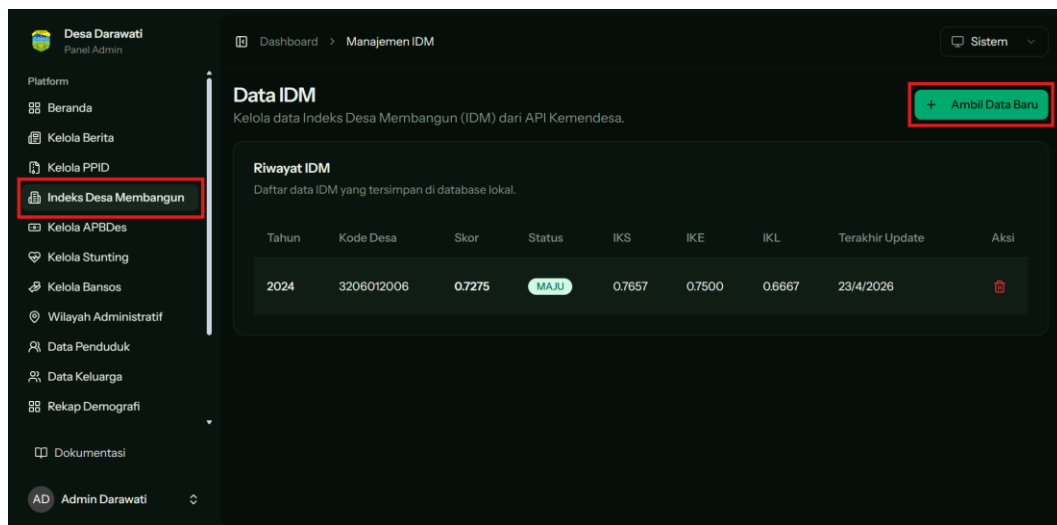 Desa Darawati
Panel Admin
Platform
Beranda
Kelola Berita
Kelola PPID
Indeks Desa Membangun
Kelola APBDes
Kelola Stunting
Kelola Bansos
Wilayah Administratif
Data Penduduk
Data Keluarga
Rekap Demografi
Dokumentasi
AD Admin Darawati
Dashboard > Manajemen IDM
Sistem
Data IDM
Kelola data Indeks Desa Membangun (IDM) dari API Kemendesa.
+ Ambil Data Baru
Riwayat IDM
Daftar data IDM yang tersimpan di database lokal.
Tahun Kode Desa Skor Status IKS IKE IKL Terakhir Update Aksi
2024 3206012006 0.7275 MAJU 0.7657 0.7500 0.6667 23/4/2026